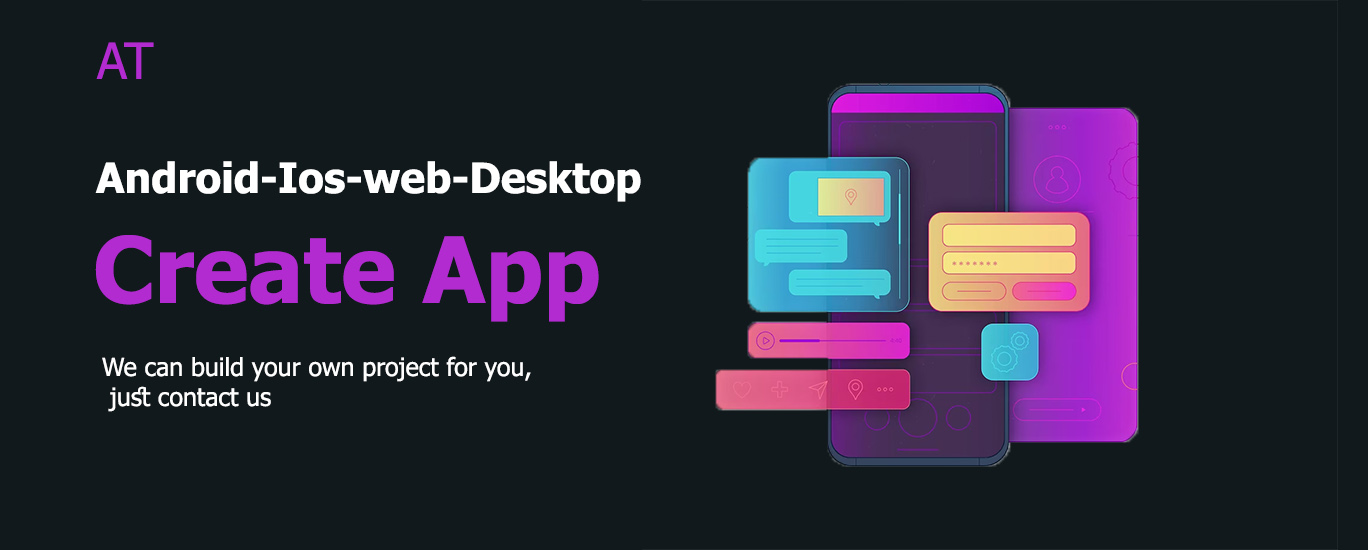 AT
Android-Ios-web-Desktop
Create App
We can build your own project for you,
just contact us